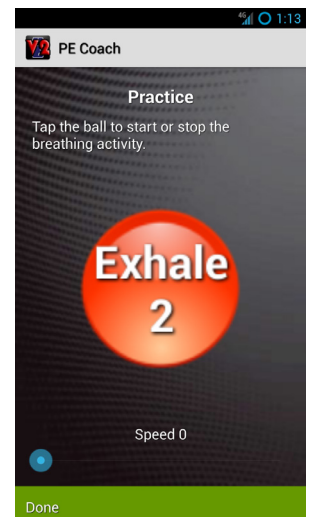 4G 1:13
PE Coach
Practice
Tap the ball to start or stop the
breathing activity.
Exhale
2
Speed 0
Done